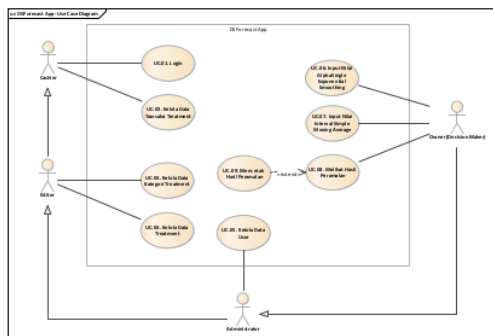 uc DSForecast App- Use Case Diagram
DSForecast App
UC.01. Login
Cashier
UC.02. Kelola Data
Transaksi Treatment
UC.06. Input Nilai
Alpha Single
Exponential
Smoothing
UC.07. Input Nilai
Interval Simple
Moving Average
Owner (Decision Maker)
UC.03. Kelola Data
Kategori Treatment
Editor
UC.09. Mencetak
Hasil Peramalan
«extend»
UC.08. Melihat Hasil
Peramalan
UC.04. Kelola Data
Treatment
UC.05. Kelola Data
User
Administrator